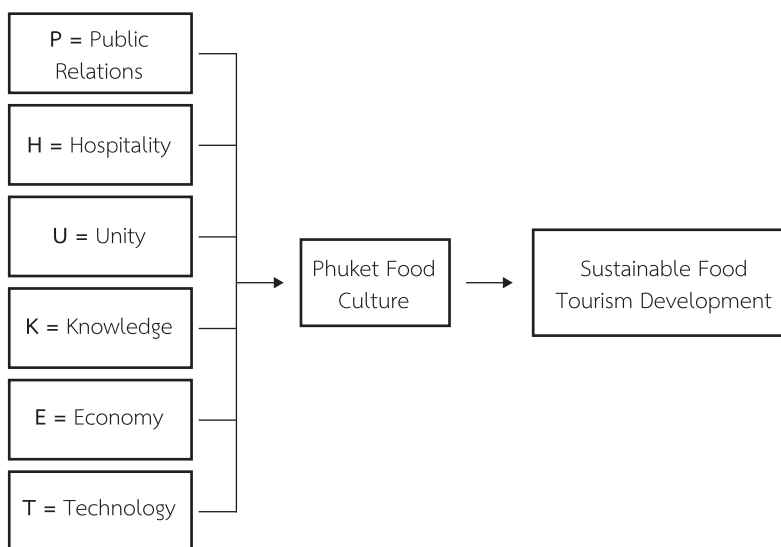 P = Public
Relations
H = Hospitality
U = Unity
K = Knowledge
E = Economy
T = Technology
Phuket Food
Culture
Sustainable Food
Tourism Development